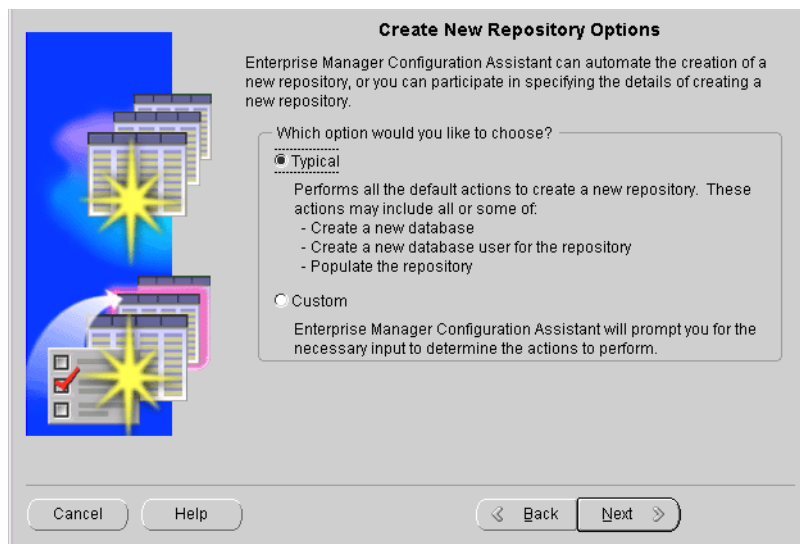 Create New Repository Options
Enterprise Manager Configuration Assistant can automate the creation of a
new repository, or you can participate in specifying the details of creating a
new repository.
Which option would you like to choose?
Typical
Performs all the default actions to create a new repository. These
actions may include all or some of:
- Create a new database
- Create a new database user for the repository
- Populate the repository
Custom
Enterprise Manager Configuration Assistant will prompt you for the
necessary input to determine the actions to perform.
Cancel Help Back Next